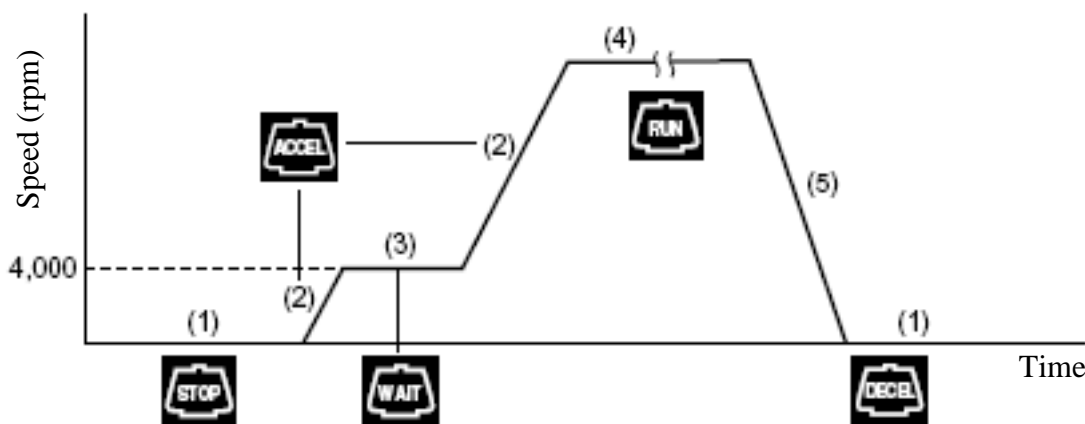 (4)
Speed (rpm)
RUN
ACCEL
(2)
(5)
(3)
4,000
(2)
(1)
(1)
Time
STOP
WAIT
DECEL